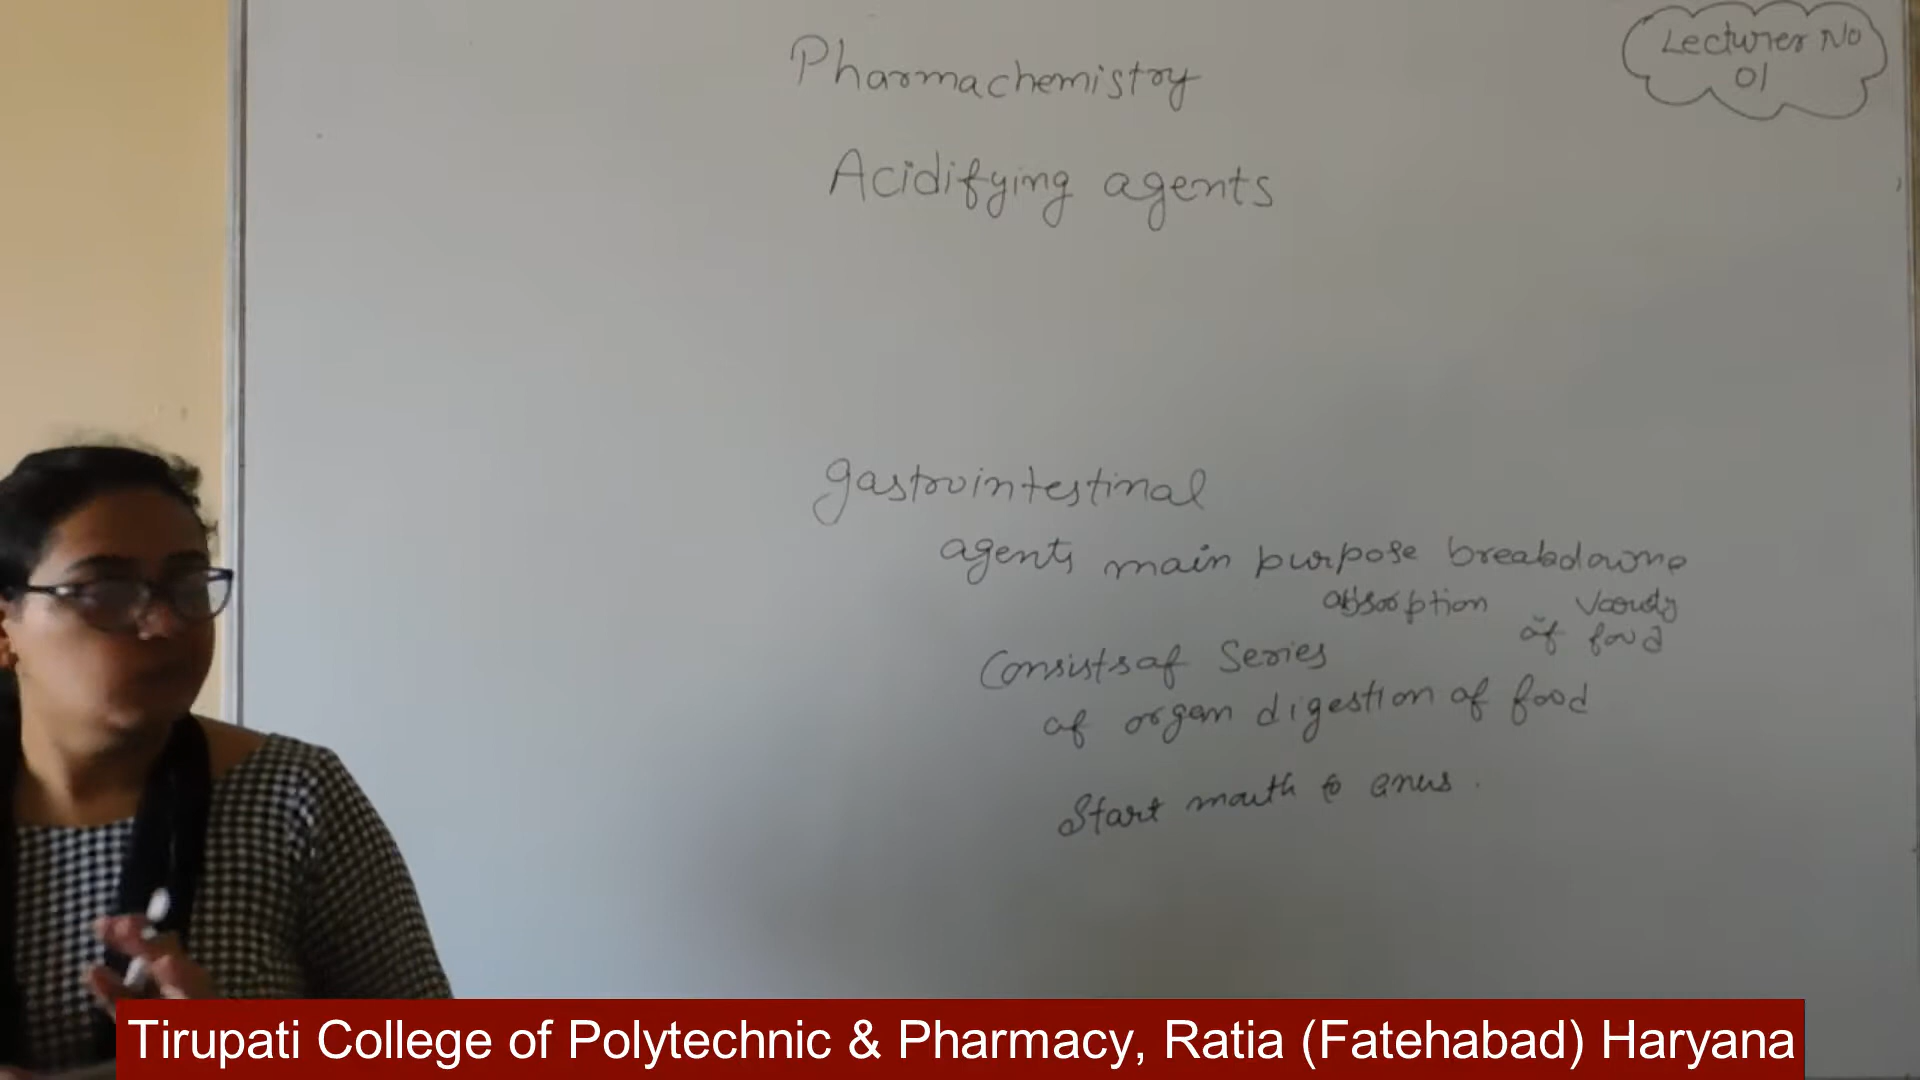 Lecturer No
01
Pharmachemistry
Acidifying agents
gastrointestinal
agents main purpose breakdown
absorption
of food
Consists of Series
of organ digestion of food
Start mouth to anus.
Tirupati College of Polytechnic & Pharmacy, Ratia (Fatehabad) Haryana